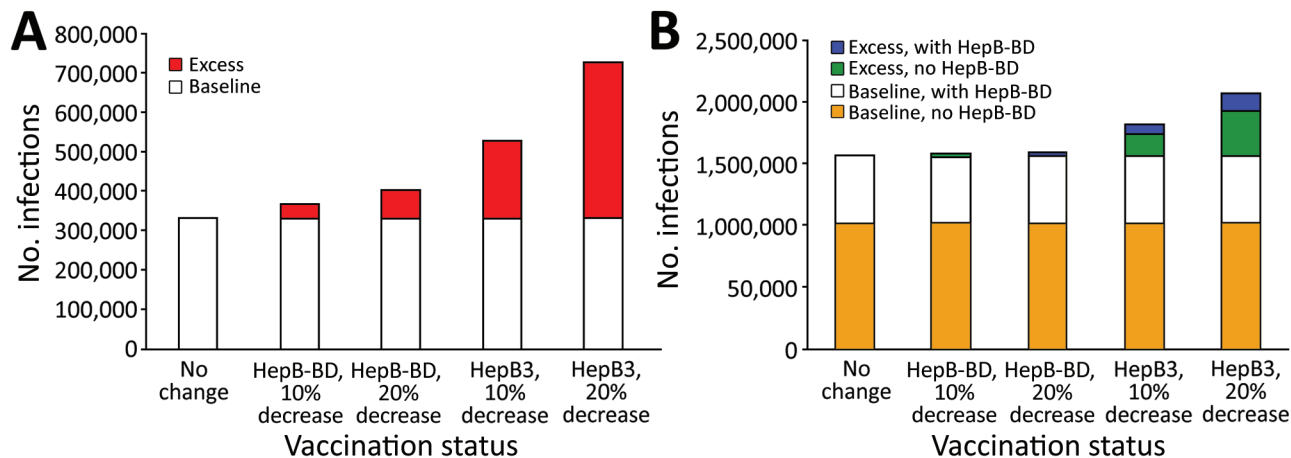 A
No. infections
800,000
700,000
600,000
500,000
400,000
300,000
200,000
100,000
0
Excess
Baseline
No
change
HepB-BD,
10%
decrease
HepB-BD,
20%
decrease
HepB3,
10%
decrease
HepB3,
20%
decrease
Vaccination status
B
No. infections
2,500,000
2,000,000
1,500,000
1,000,000
50,000
0
Excess, with HepB-BD
Excess, no HepB-BD
Baseline, with HepB-BD
Baseline, no HepB-BD
No
change
HepB-BD,
10%
decrease
HepB-BD,
20%
decrease
HepB3,
10%
decrease
HepB3,
20%
decrease
Vaccination status